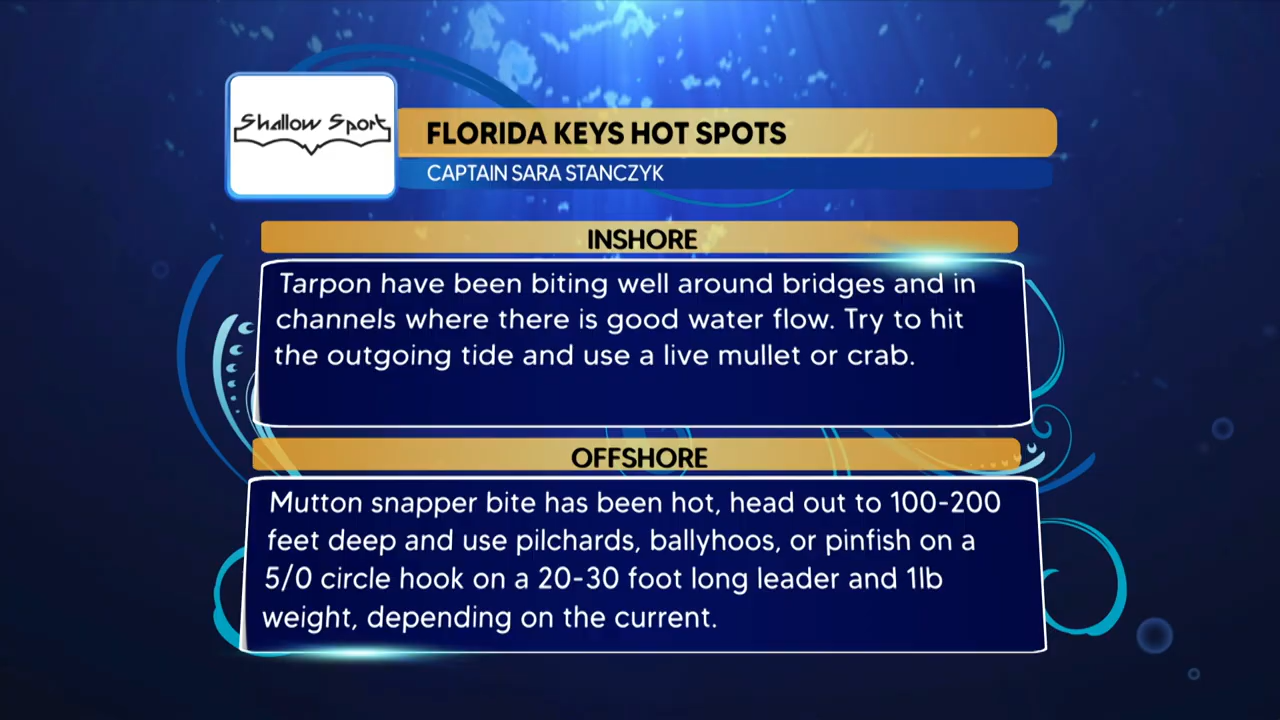 Shallow Sport
FLORIDA KEYS HOT SPOTS
CAPTAIN SARA STANCZYK
INSHORE
Tarpon have been biting well around bridges and in
channels where there is good water flow. Try to hit
the outgoing tide and use a live mullet or crab.
OFFSHORE
Mutton snapper bite has been hot, head out to 100-200
feet deep and use pilchards, ballyhoos, or pinfish on a
5/0 circle hook on a 20-30 foot long leader and 1lb
weight, depending on the current.